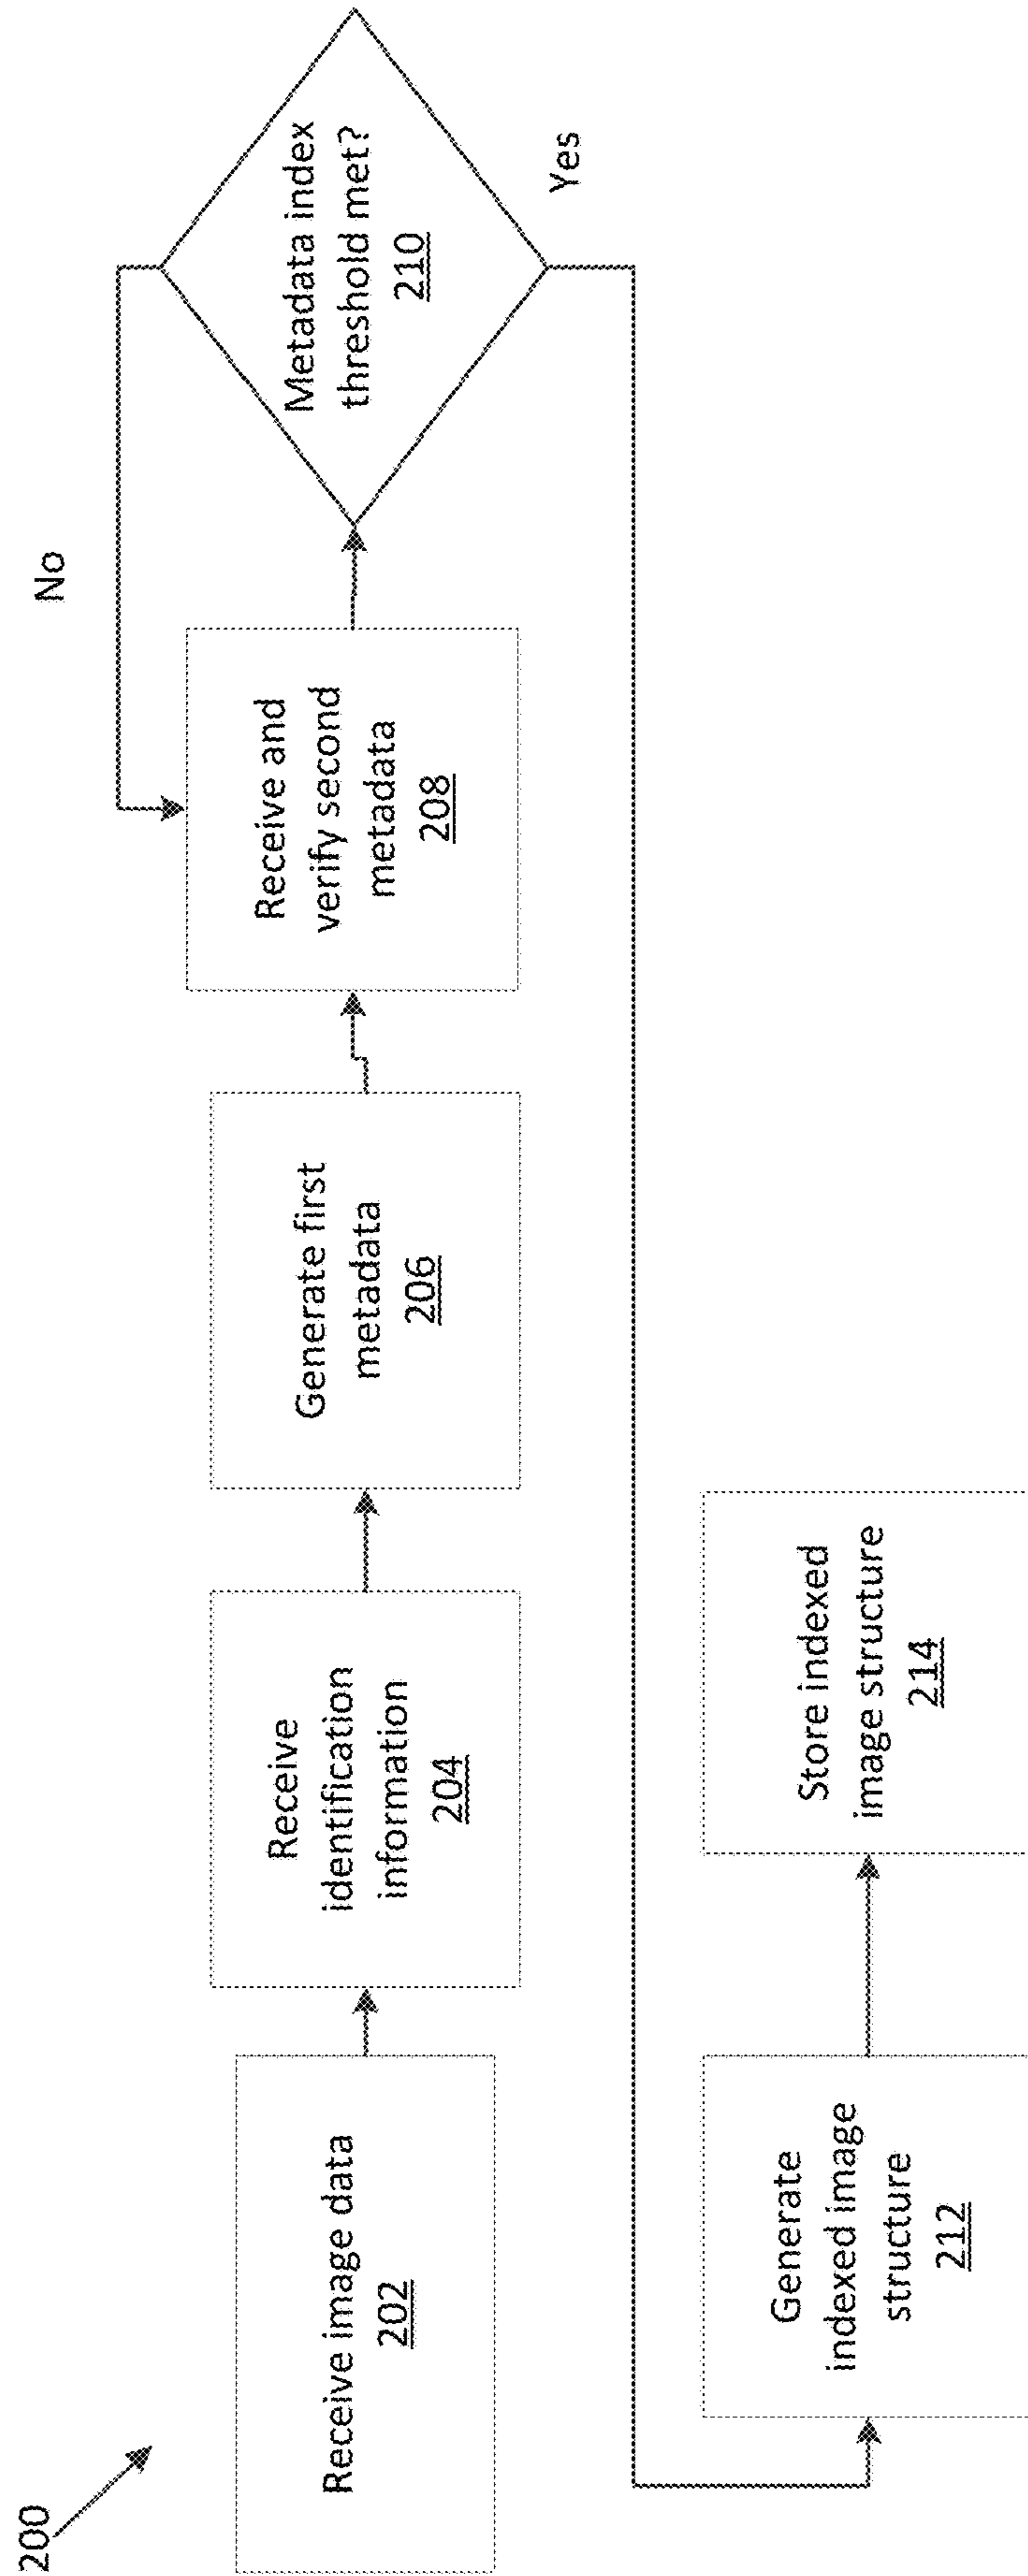 200
Receive image data
202
Receive
identification
information
204
Generate first
metadata
206
Receive and
verify second
metadata
208
No
Metadata index
threshold met?
210
Yes
Generate
indexed image
structure
212
Store indexed
image structure
214